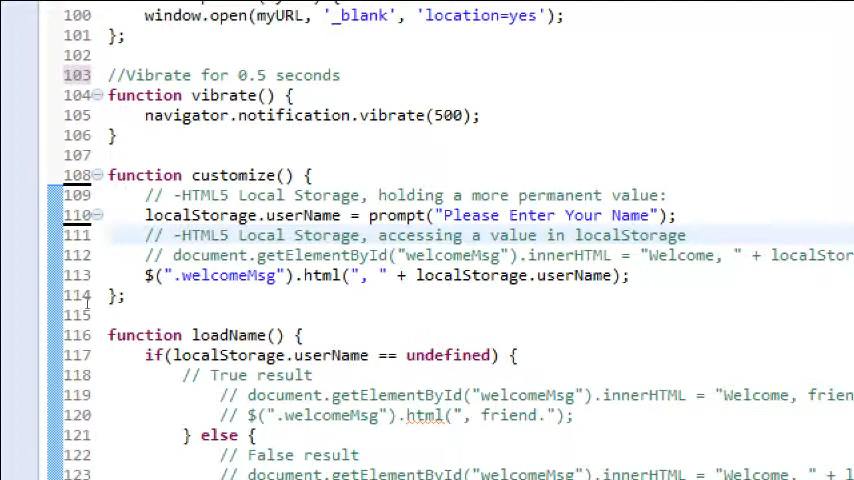 100 window.open(myURL, '_blank', 'location=yes');
101 };
102
103 //Vibrate for 0.5 seconds
104 function vibrate() {
105 navigator.notification.vibrate(500);
106 }
107
108 function customize() {
109 // -HTML5 Local Storage, holding a more permanent value:
110 localStorage.userName = prompt("Please Enter Your Name");
111 // -HTML5 Local Storage, accessing a value in localStorage
112 // document.getElementById("welcomeMsg").innerHTML = "Welcome, " + localStor
113 $(".welcomeMsg").html(", " + localStorage.userName);
114 };
115
116 function loadName() {
117 if(localStorage.userName == undefined) {
118 // True result
119 // document.getElementById("welcomeMsg").innerHTML = "Welcome, frien
120 // $(".welcomeMsg").html(", friend.");
121 } else {
122 // False result
123 // document.getElementById("welcomeMsg").innerHTML = "Welcome, " + l